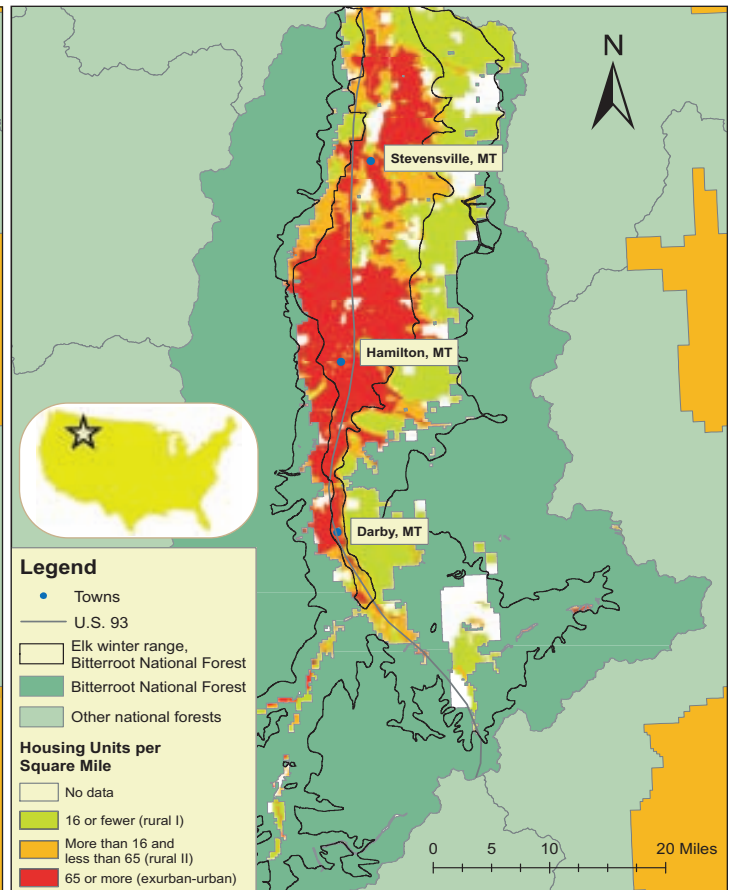 N
Stevensville, MT
Hamilton, MT
Darby, MT
Legend
Towns
U.S. 93
Elk winter range,
Bitterroot National Forest
Bitterroot National Forest
Other national forests
Housing Units per
Square Mile
No data
16 or fewer (rural I)
More than 16 and
less than 65 (rural II)
65 or more (exurban-urban)
0 5 10 20 Miles